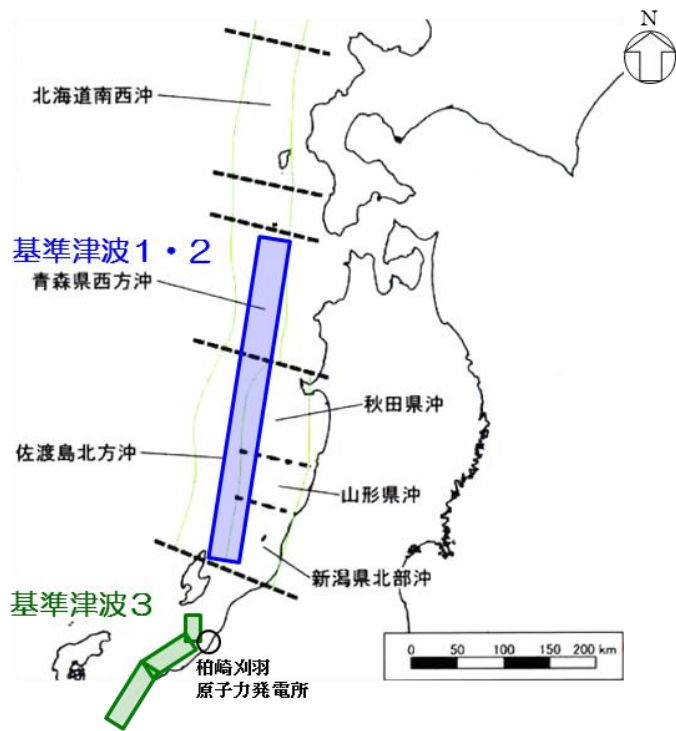 N
北海道南西沖
基準津波１・２
青森県西方沖
秋田県沖
佐渡島北方沖
山形県沖
新潟県北部沖
基準津波３
柏崎刈羽
原子力発電所
0 50 100 150 200 km